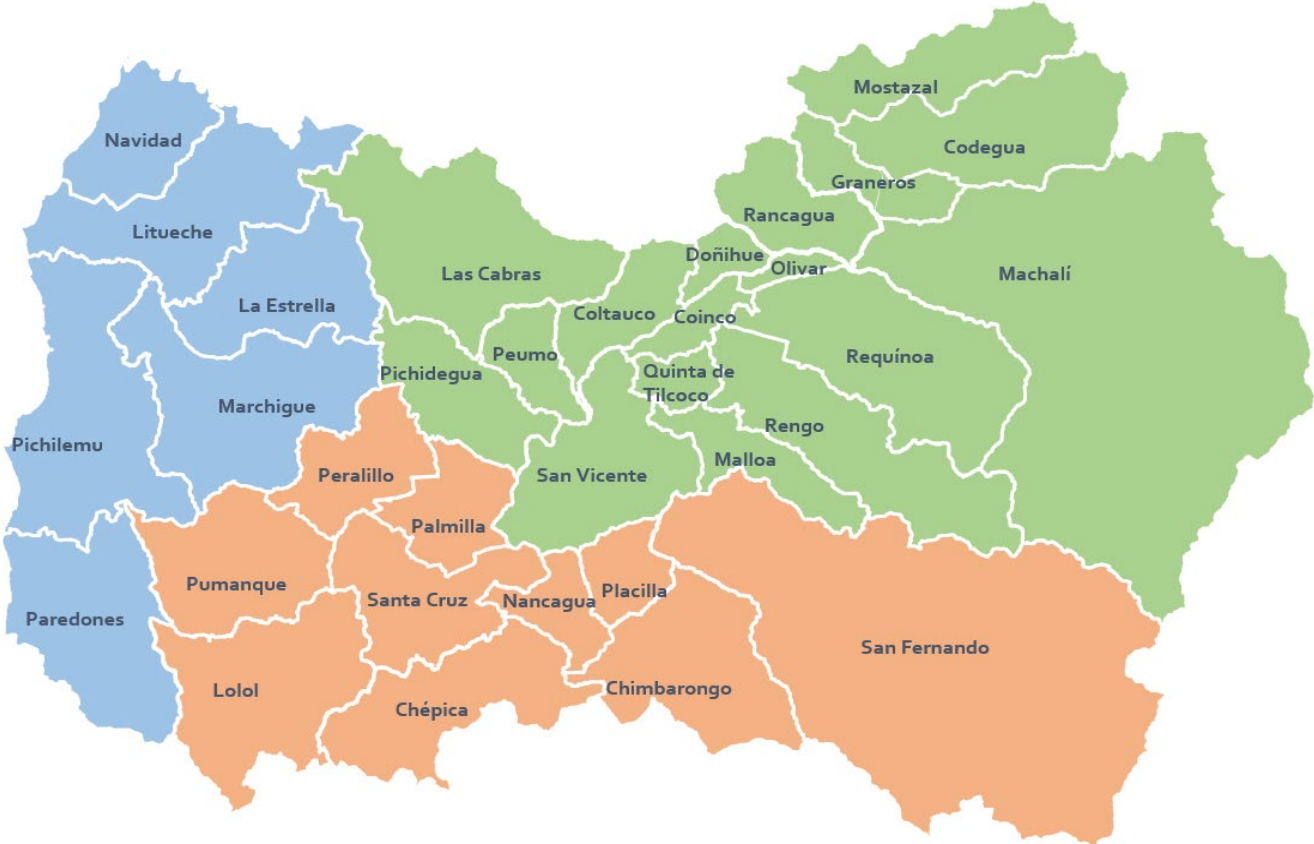 Mostazal
Navidad
Codegua
Graneros
Rancagua
Litueche
Doñihue
Olivar
Las Cabras
Machalí
La Estrella
Coltauco
Coinco
Peumo
Requínoa
Pichidegua
Quinta de
Tilcoco
Marchigue
Rengo
Pichilemu
Malloa
Peralillo
San Vicente
Palmilla
Pumanque
Placilla
Santa Cruz
Nancagua
Paredones
San Fernando
Lolol
Chimbarongo
Chépica